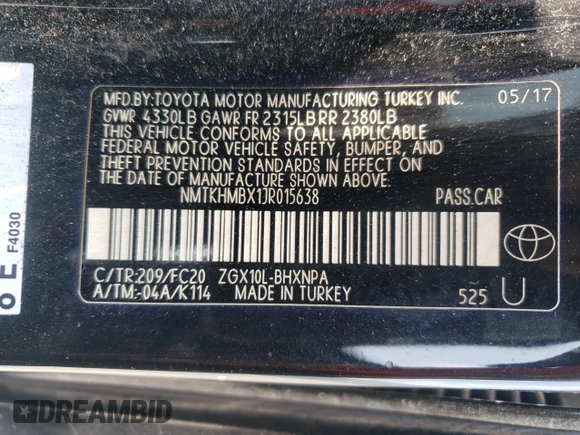 MFD.BY:TOYOTA MOTOR MANUFACTURING TURKEY INC. 05/17
GVWR 4330LB GAWR FR 2315LB RR 2380LB
THIS VEHICLE CONFORMS TO ALL APPLICABLE
FEDERAL MOTOR VEHICLE SAFETY, BUMPER, AND
THEFT PREVENTION STANDARDS IN EFFECT ON
THE DATE OF MANUFACTURE SHOWN ABOVE.
NMTKHMBX1JR015638 PASS.CAR
C/TR:209/FC20 ZGX10L-BHXNPA
A/TM:-04A/K114 MADE IN TURKEY 525 U
F4030
DREAMBID